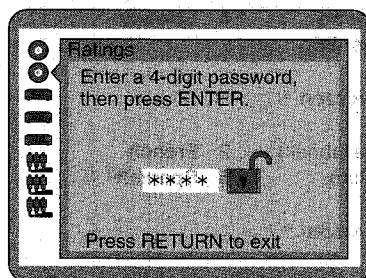 Ratings
Enter a 4-digit password,
then press ENTER.
* * * *
Press RETURN to exit